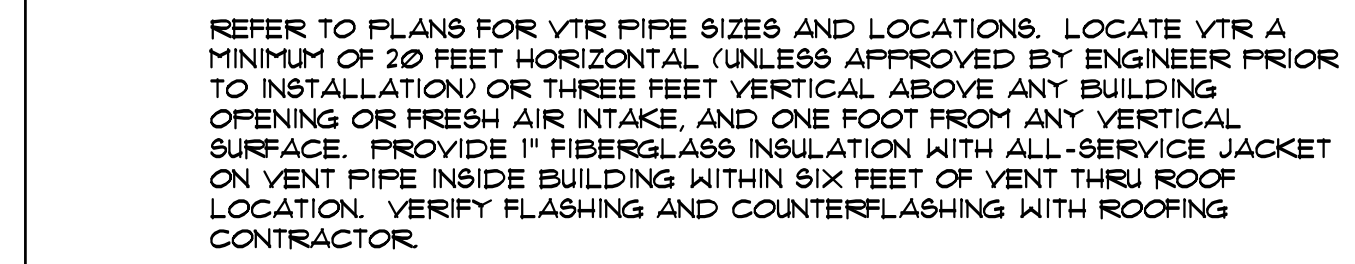 REFER TO PLANS FOR VTR PIPE SIZES AND LOCATIONS.  LOCATE VTR A
MINIMUM OF 20 FEET HORIZONTAL (UNLESS APPROVED BY ENGINEER PRIOR
TO INSTALLATION) OR THREE FEET VERTICAL ABOVE ANY BUILDING
OPENING OR FRESH AIR INTAKE, AND ONE FOOT FROM ANY VERTICAL
SURFACE.  PROVIDE 1" FIBERGLASS INSULATION WITH ALL-SERVICE JACKET
ON VENT PIPE INSIDE BUILDING WITHIN SIX FEET OF VENT THRU ROOF
LOCATION.  VERIFY FLASHING AND COUNTERFLASHING WITH ROOFING
CONTRACTOR.